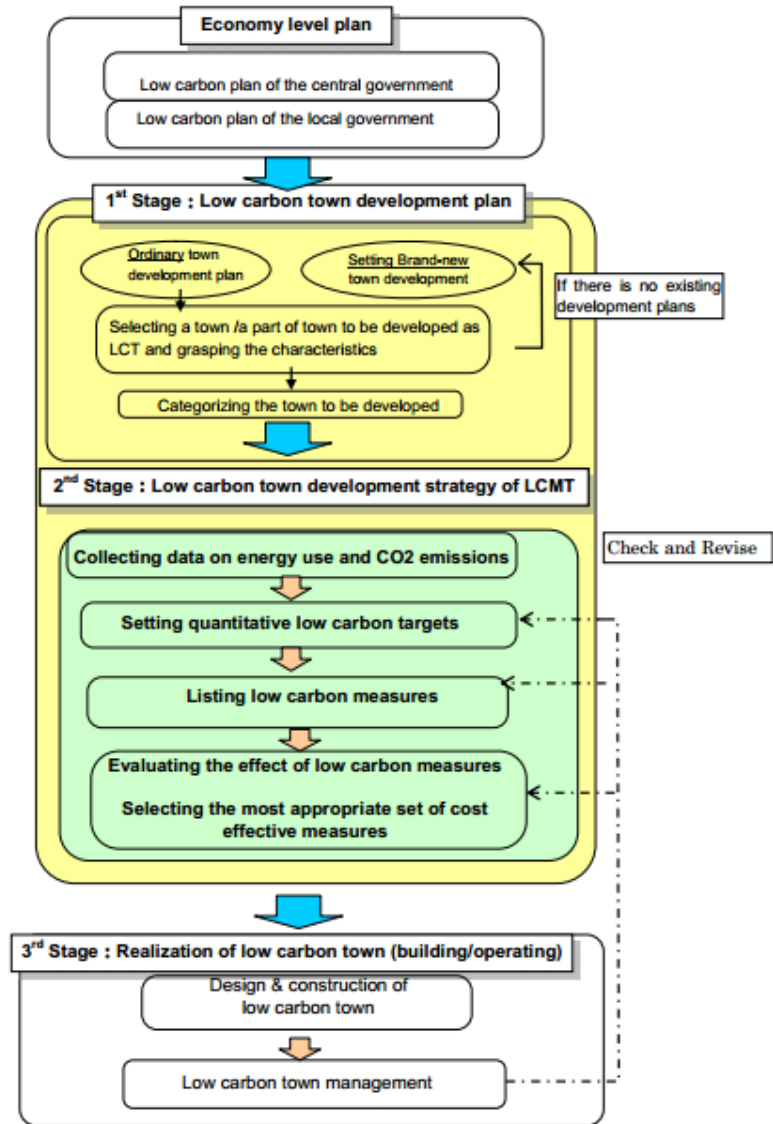 Economy level plan
Low carbon plan of the central government
Low carbon plan of the local government
1st Stage : Low carbon town development plan
Ordinary town
development plan
Setting Brand-new
town development
If there is no existing
development plans
Selecting a town /a part of town to be developed as
LCT and grasping the characteristics
Categorizing the town to be developed
2nd Stage : Low carbon town development strategy of LCMT
Check and Revise
Collecting data on energy use and CO2 emissions
Setting quantitative low carbon targets
Listing low carbon measures
Evaluating the effect of low carbon measures
Selecting the most appropriate set of cost
effective measures
3rd Stage : Realization of low carbon town (building/operating)
Design & construction of
low carbon town
Low carbon town management